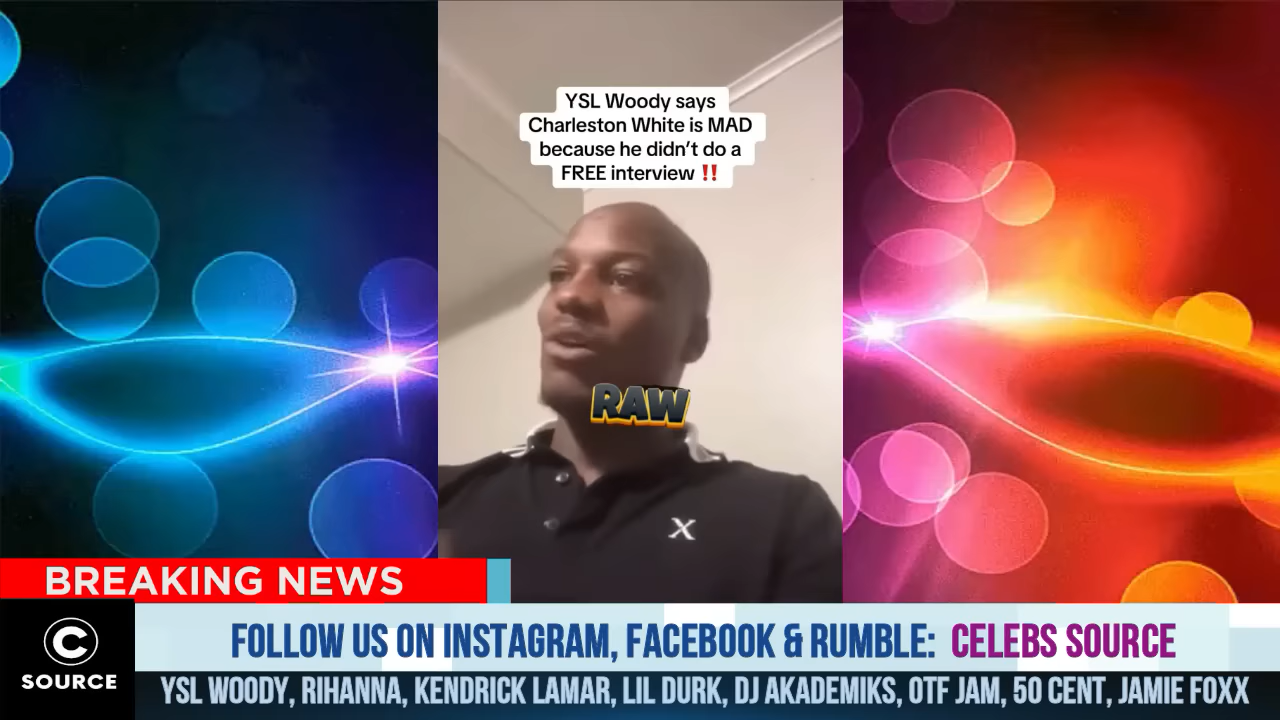 YSL Woody says
Charleston White is MAD
because he didn't do a
FREE interview ‼️
RAW
X
BREAKING NEWS
FOLLOW US ON INSTAGRAM, FACEBOOK & RUMBLE: CELEBS SOURCE
C
SOURCE
YSL WOODY, RIHANNA, KENDRICK LAMAR, LIL DURK, DJ AKADEMIKS, OTF JAM, 50 CENT, JAMIE FOXX